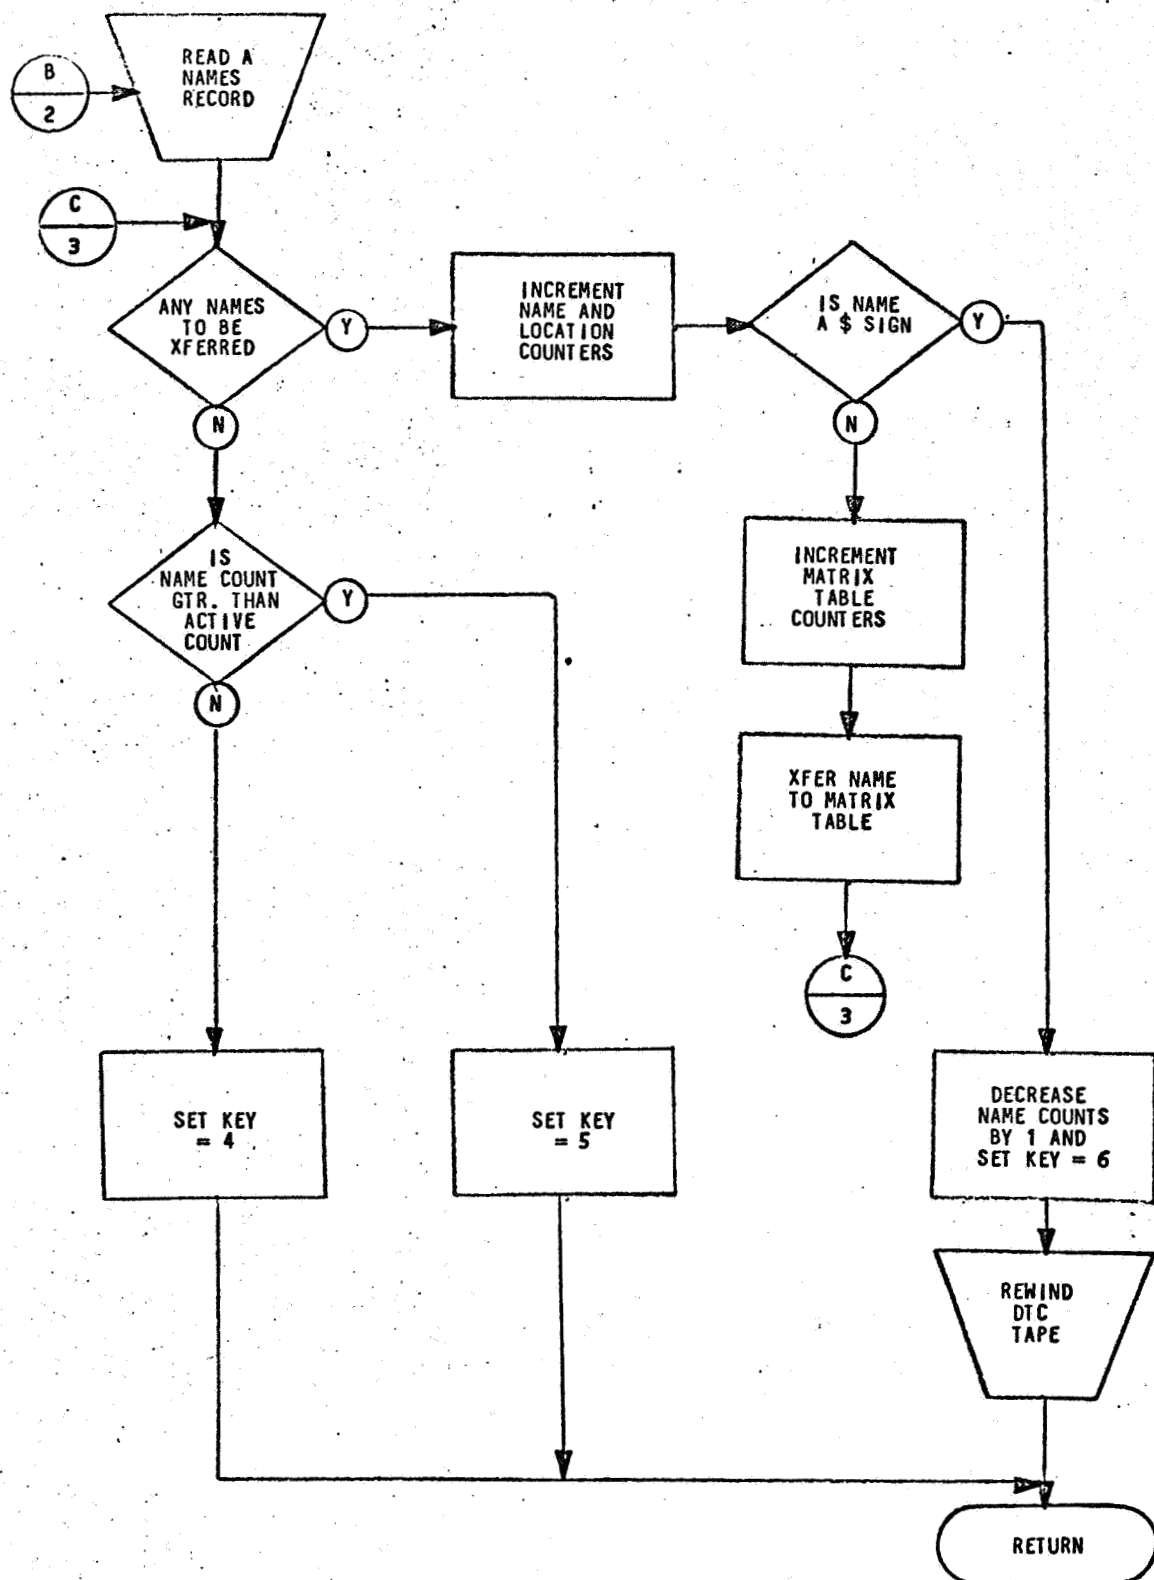 READ A
NAMES
RECORD
B
2
C
3
ANY NAMES
TO BE
XFERRED
Y
INCREMENT
NAME AND
LOCATION
COUNTERS
IS NAME
A $ SIGN
Y
N
N
IS
NAME COUNT
GTR. THAN
ACTIVE
COUNT
Y
N
INCREMENT
MATRIX
TABLE
COUNTERS
XFER NAME
TO MATRIX
TABLE
C
3
SET KEY
= 4
SET KEY
= 5
DECREASE
NAME COUNTS
BY 1 AND
SET KEY = 6
REWIND
DTC
TAPE
RETURN